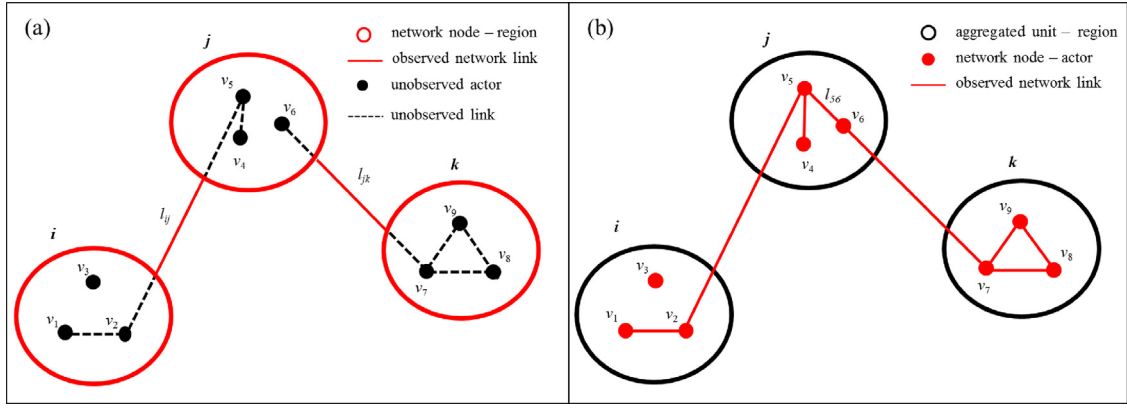 (a)
network node – region
observed network link
unobserved actor
unobserved link
j
v5
v6
v4
lij
ljk
k
v9
v8
v7
i
v3
v1
v2
(b)
aggregated unit – region
network node – actor
observed network link
j
v5
l56
v6
v4
k
v9
v8
v7
i
v3
v1
v2